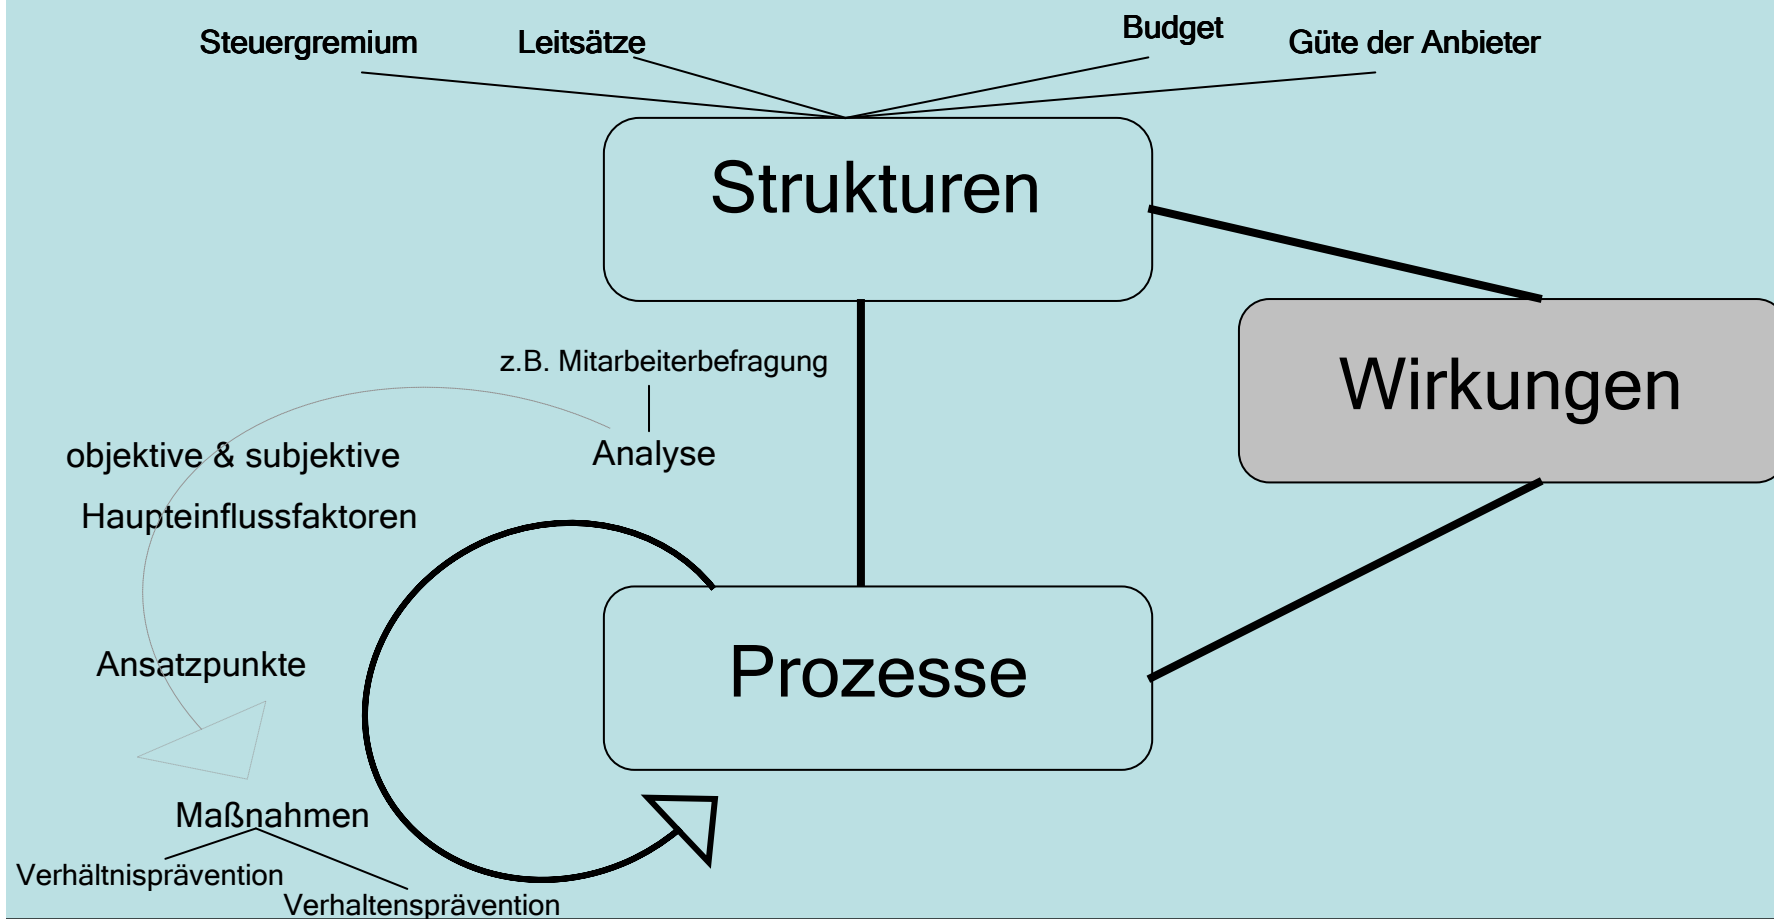 Steuergremium
Leitsätze
Budget
Güte der Anbieter
Strukturen
Wirkungen
z.B. Mitarbeiterbefragung
Analyse
objektive & subjektive
Haupteinflussfaktoren
Prozesse
Ansatzpunkte
Maßnahmen
Verhältnisprävention
Verhaltensprävention